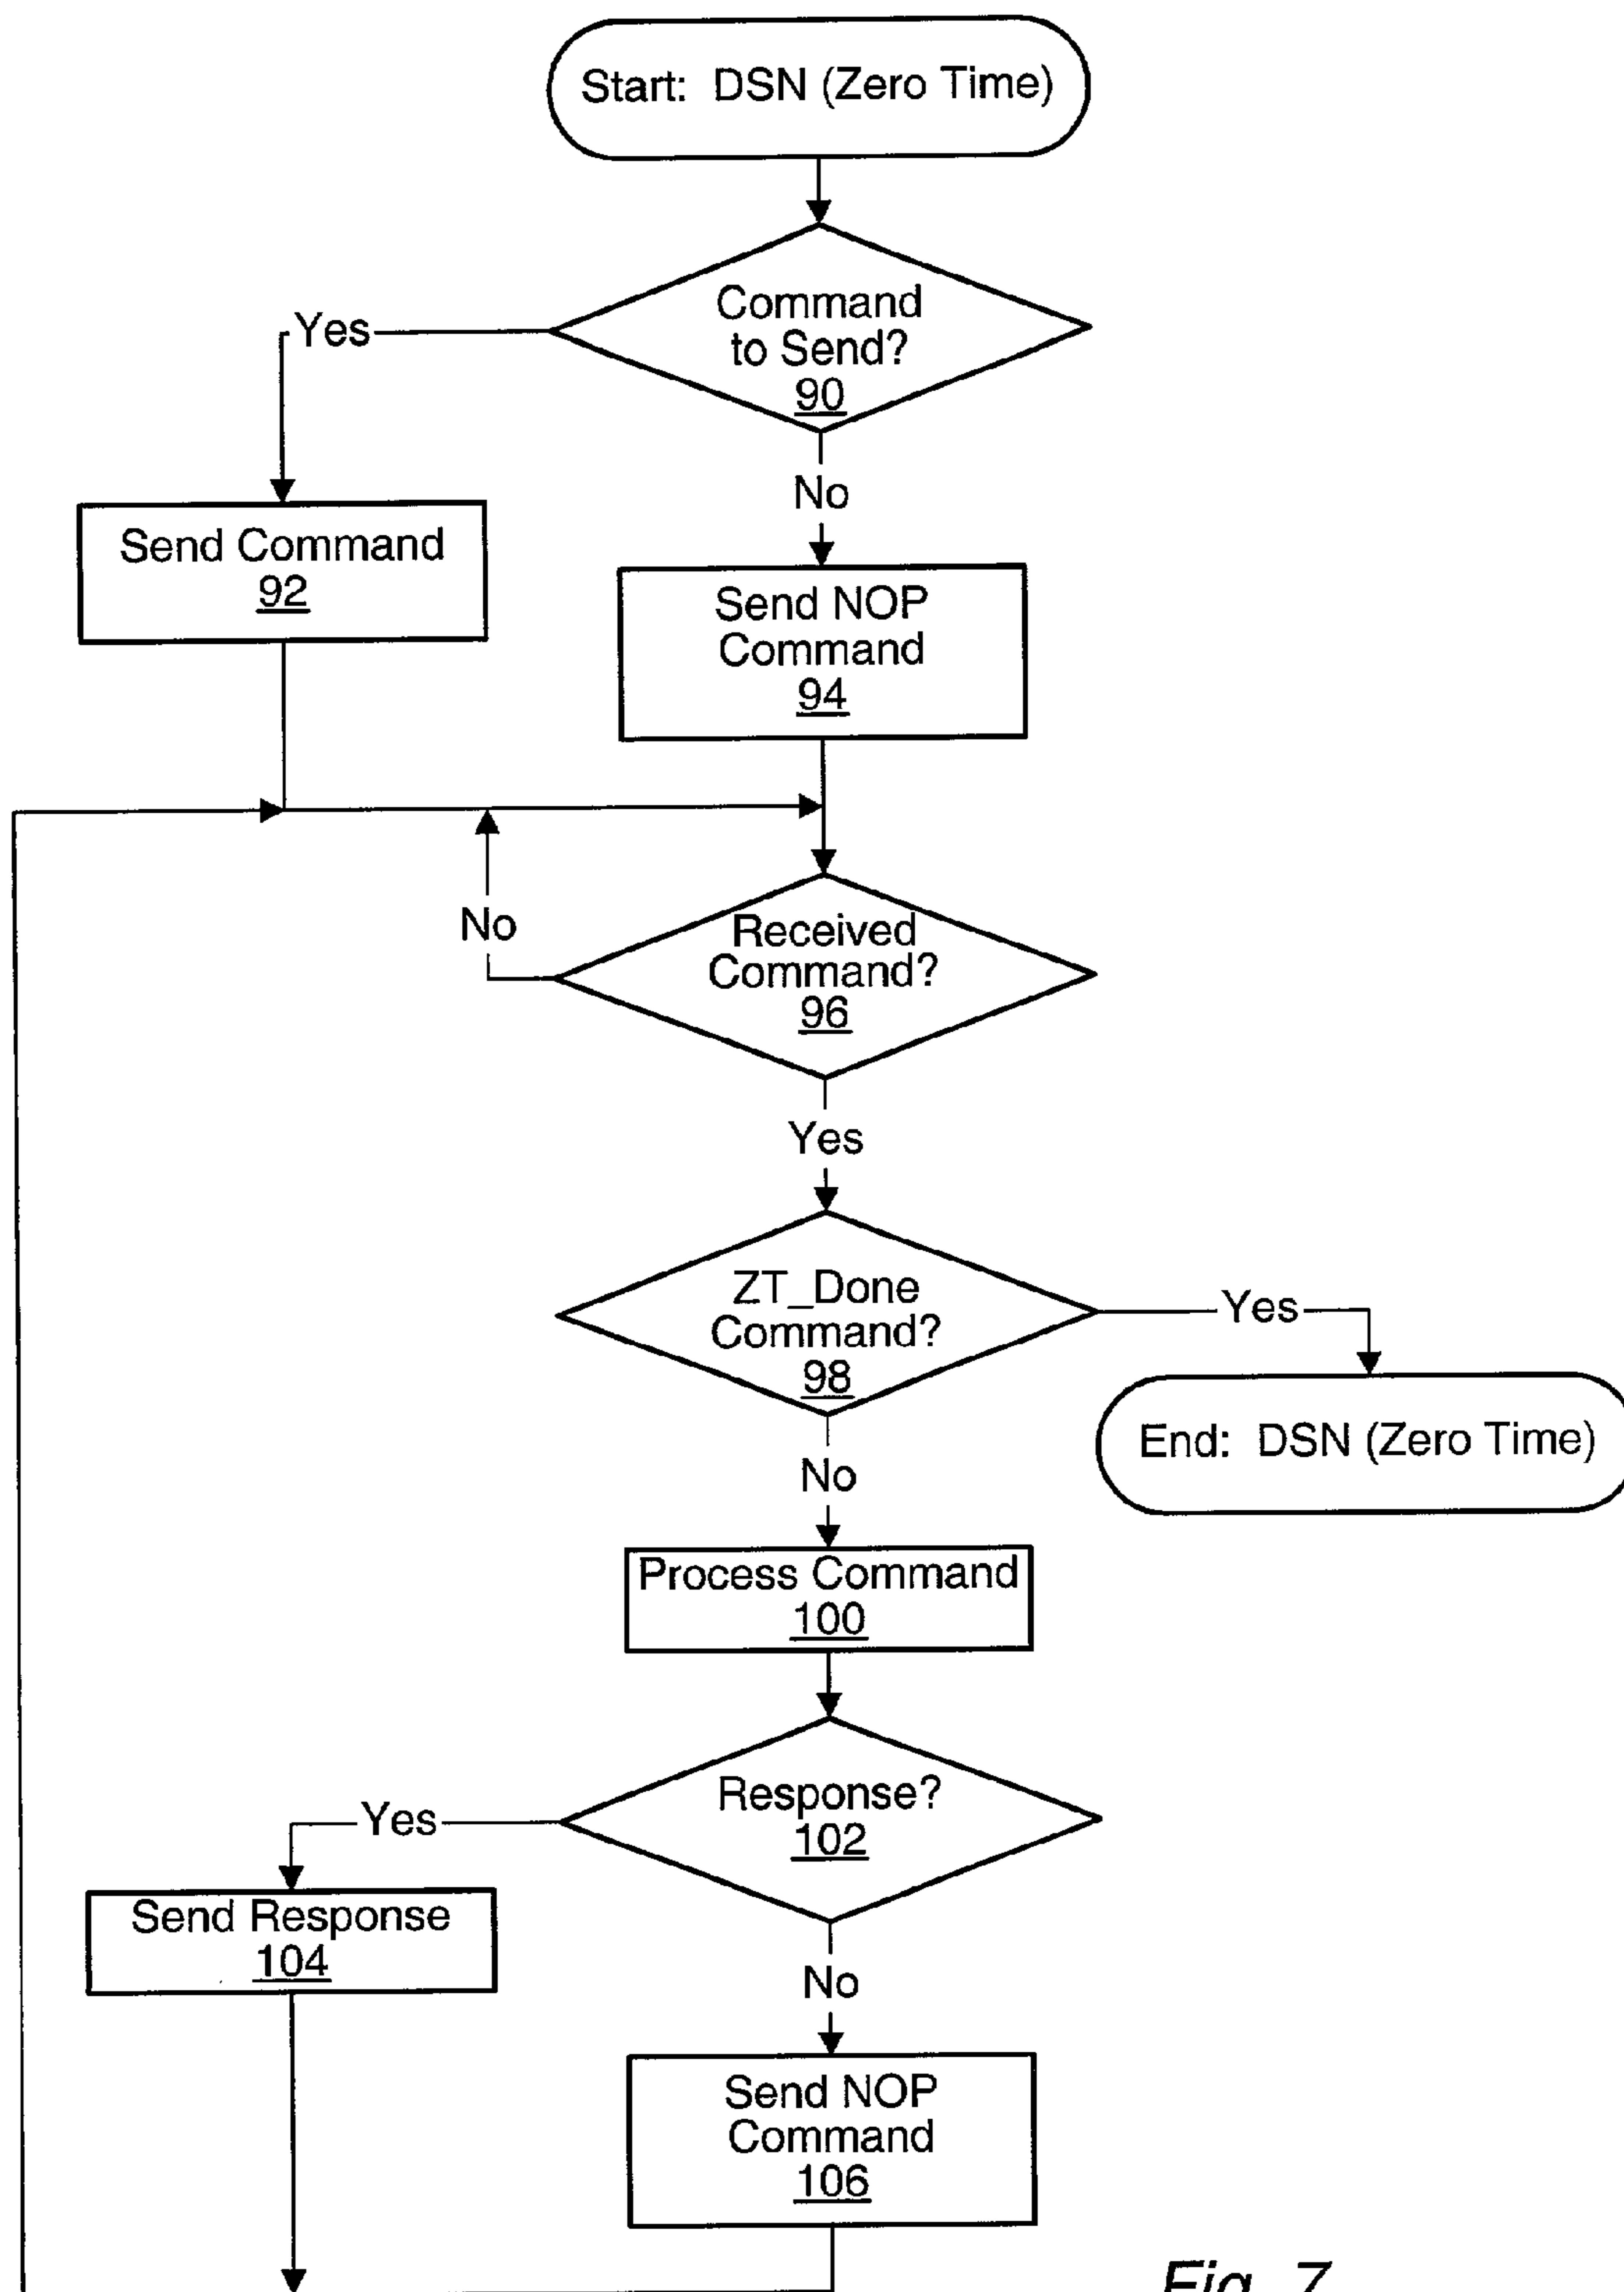 Start: DSN (Zero Time)
Command
to Send?
90
Yes
No
Send Command
92
Send NOP
Command
94
No
Received
Command?
96
Yes
ZT_Done
Command?
98
Yes
End: DSN (Zero Time)
No
Process Command
100
Response?
102
Yes
Send Response
104
No
Send NOP
Command
106
Fig. 7